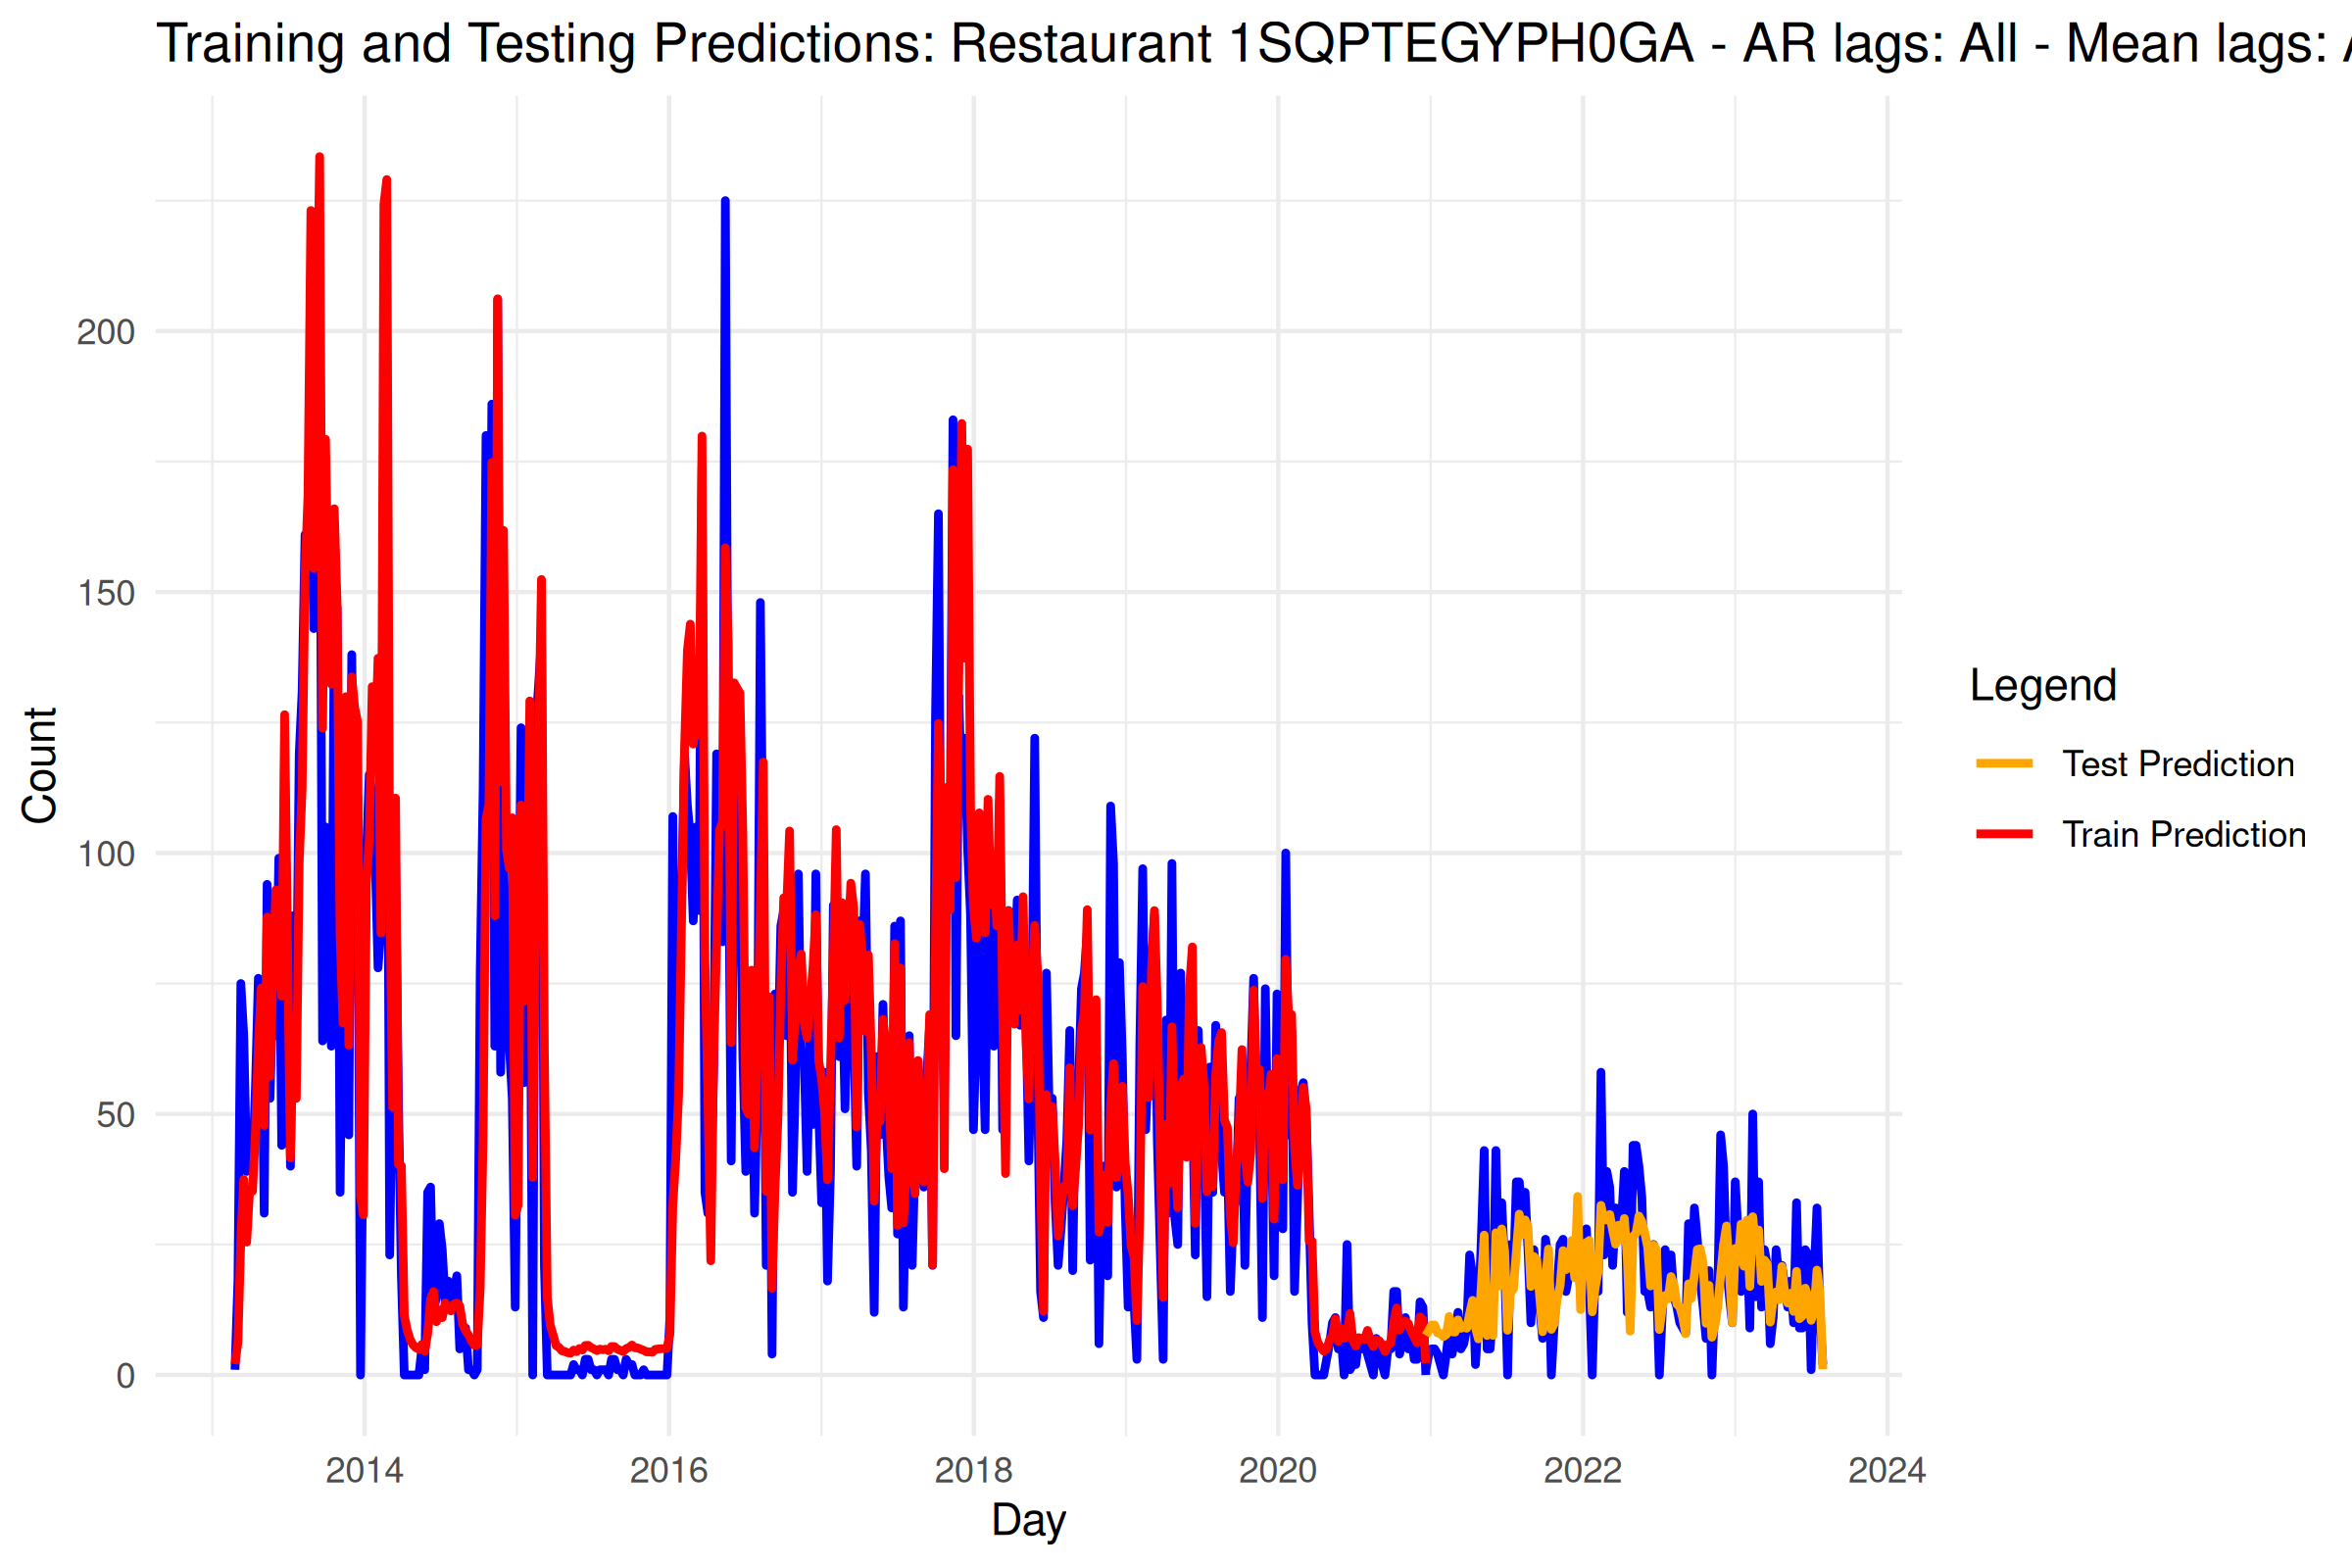 Training and Testing Predictions: Restaurant 1SQPTEGYPH0GA - AR lags: All - Mean lags:
200
150
100
50
0
Count
2014 2016 2018 2020 2022 2024
Day
Legend
Test Prediction
Train Prediction